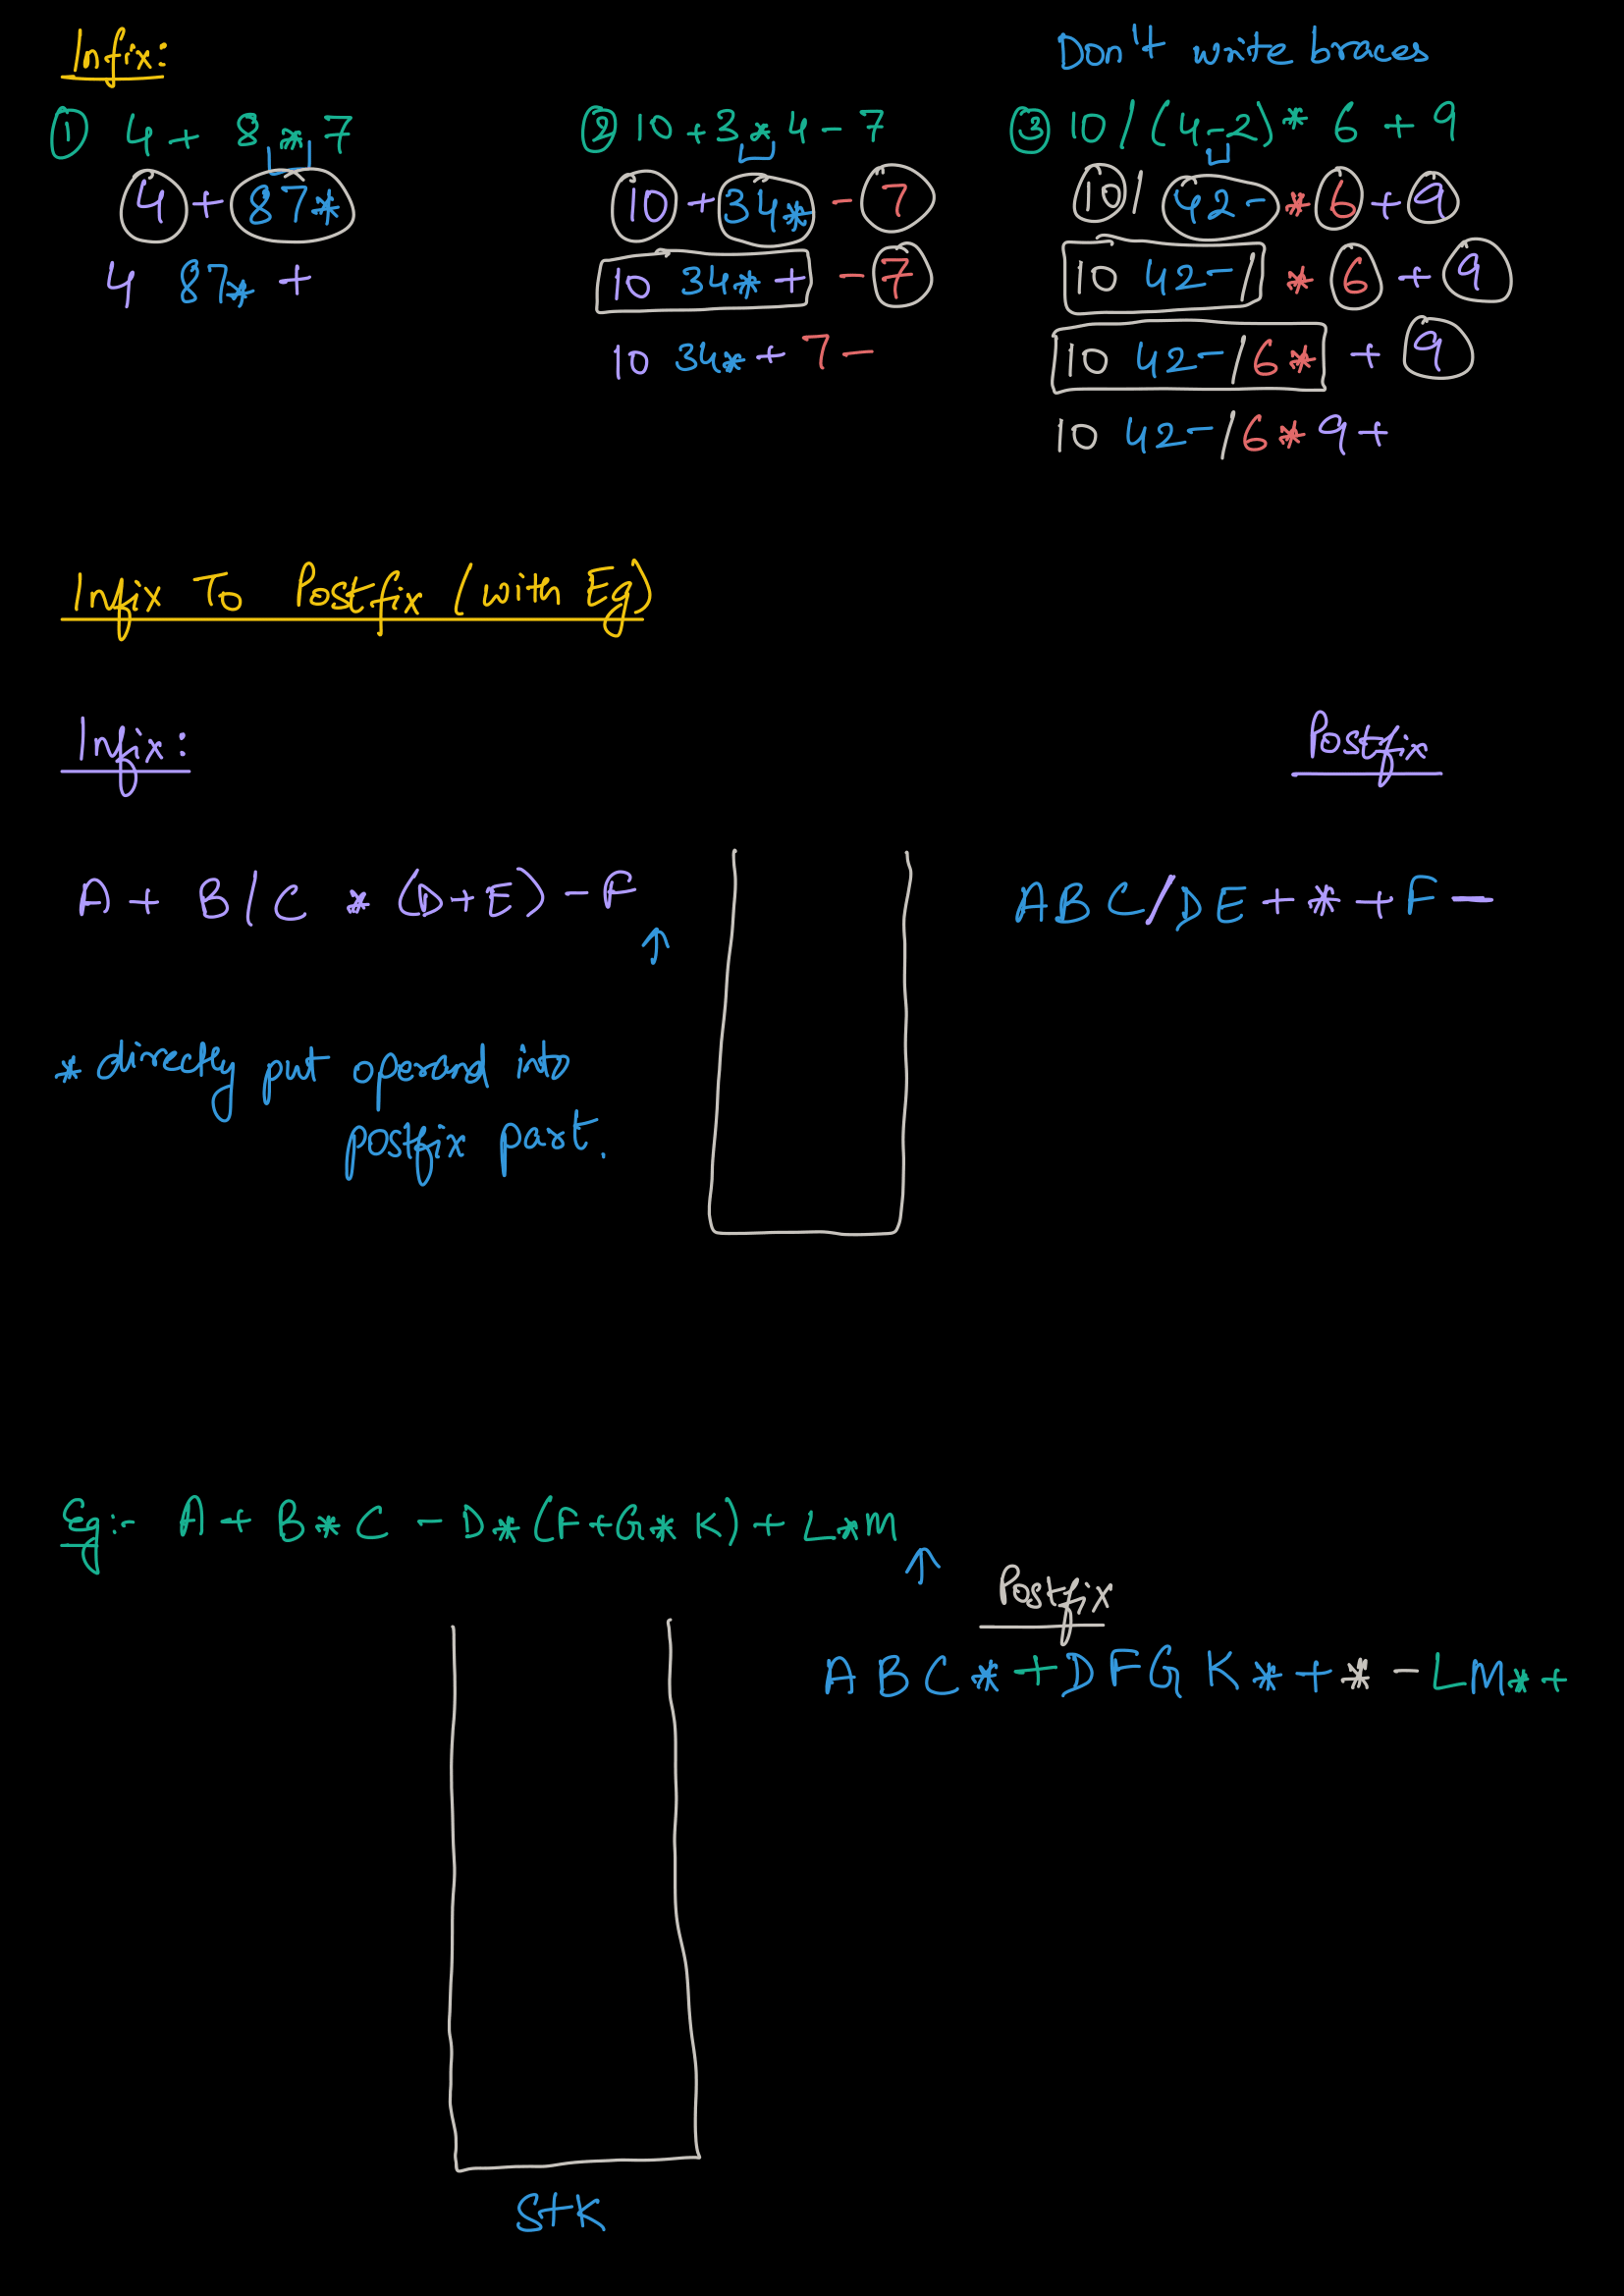 Infix:
Don't write braces
① 4 + 8 * 7
4 + 87*
4 87* +
② 10 + 3 * 4 - 7
10 + 34* - 7
10 34* + - 7
10 34* + 7 -
③ 10 / (4-2) * 6 + 9
10 / 42- * 6 + 9
10 42- / * 6 + 9
10 42- / 6 * + 9
10 42- / 6 * 9 +
Infix To Postfix (with Eg)
Infix:
Postfix
A + B / C * (D+E) - F ↑
ABC/DE+*+F-
* directly put operand into
postfix part.
Eg:- A + B * C - D * (F+G*K) + L*M ↑
Postfix
ABC*+DFGK*+*-LM*+
StK